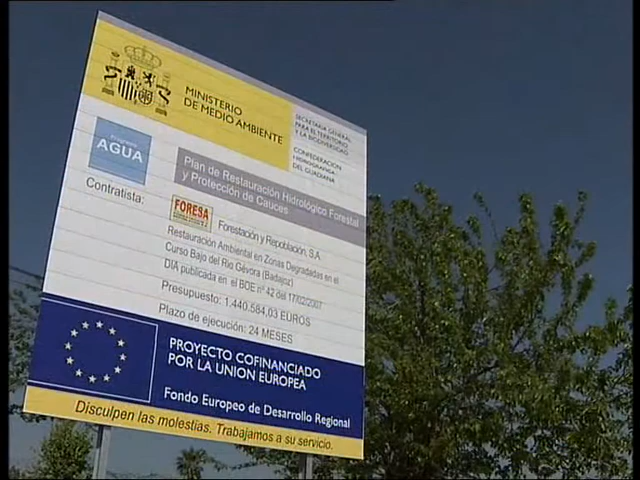 MINISTERIO
DE MEDIO AMBIENTE
SECRETARIA GENERAL
PARA EL TERRITORIO
Y LA BIODIVERSIDAD
CONFEDERACIÓN
HIDROGRÁFICA
DEL GUADIANA
Programa
AGUA
Plan de Restauración Hidrológico Forestal
y Protección de Cauces
Contratista:
FORESA
Forestación y Repoblación, S.A.
Restauración Ambiental en Zonas Degradadas en el
Curso Bajo del Río Gévora (Badajoz)
DIA publicada en el BOE nº 42 del 17/02/2007
Presupuesto: 1.440.584,03 EUROS
Plazo de ejecución: 24 MESES
PROYECTO COFINANCIADO
POR LA UNION EUROPEA
Fondo Europeo de Desarrollo Regional
Disculpen las molestias. Trabajamos a su servicio.